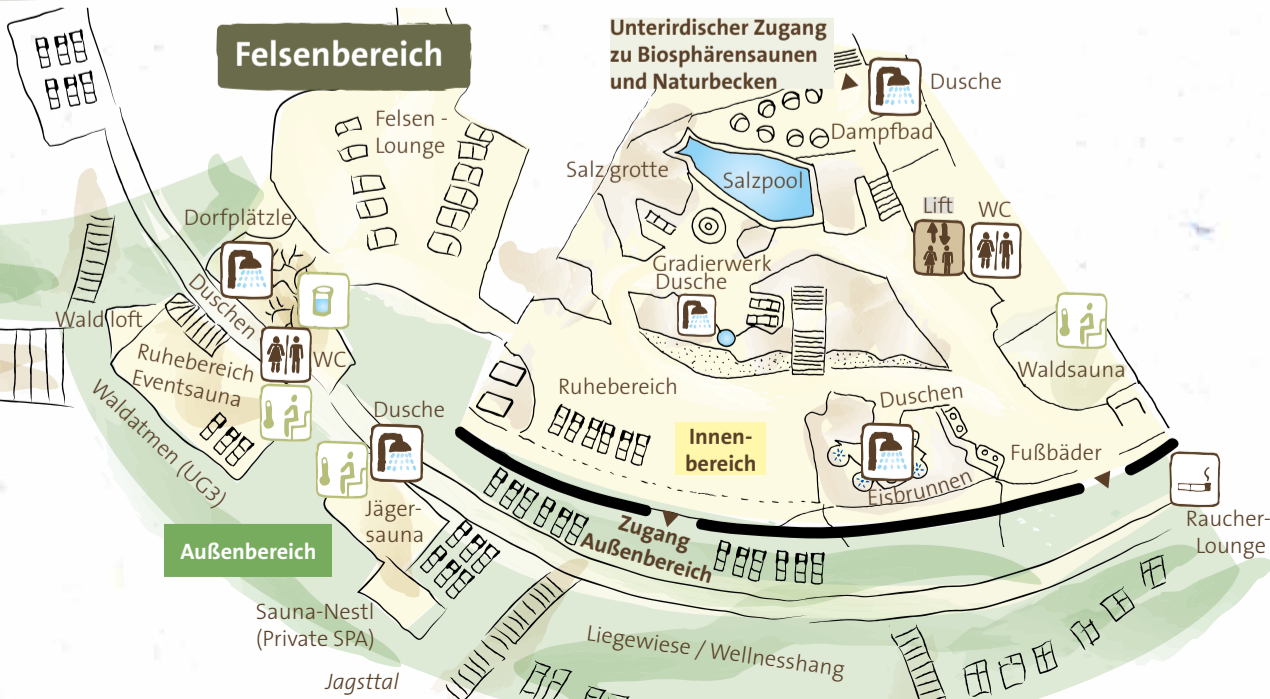 Felsenbereich
Unterirdischer Zugang
zu Biosphärensaunen
und Naturbecken
Dusche
Dampfbad
Felsen -
Lounge
Salzgrotte
Salzpool
Lift
WC
Dorfplätzle
Gradierwerk
Dusche
Duschen
Waldloft
WC
Ruhebereich
Eventsauna
Waldsauna
Ruhebereich
Duschen
Waldatmen (UG3)
Dusche
Innen-
bereich
Fußbäder
Eisbrunnen
Jäger-
sauna
Zugang
Außenbereich
Raucher-
Lounge
Außenbereich
Sauna-Nestl
(Private SPA)
Liegewiese / Wellnesshang
Jagsttal